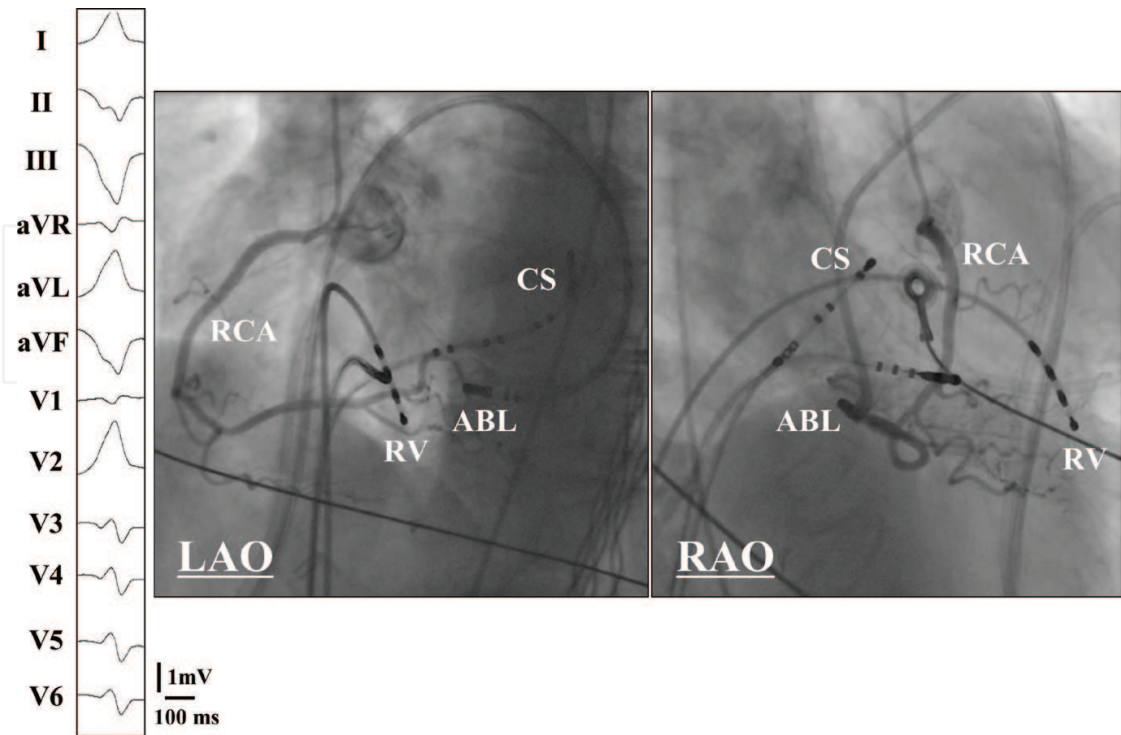 I
II
III
aVR
aVL
aVF
V1
V2
V3
V4
V5
V6
1mV
100 ms
RCA
CS
RV
ABL
LAO
CS
RCA
ABL
RV
RAO